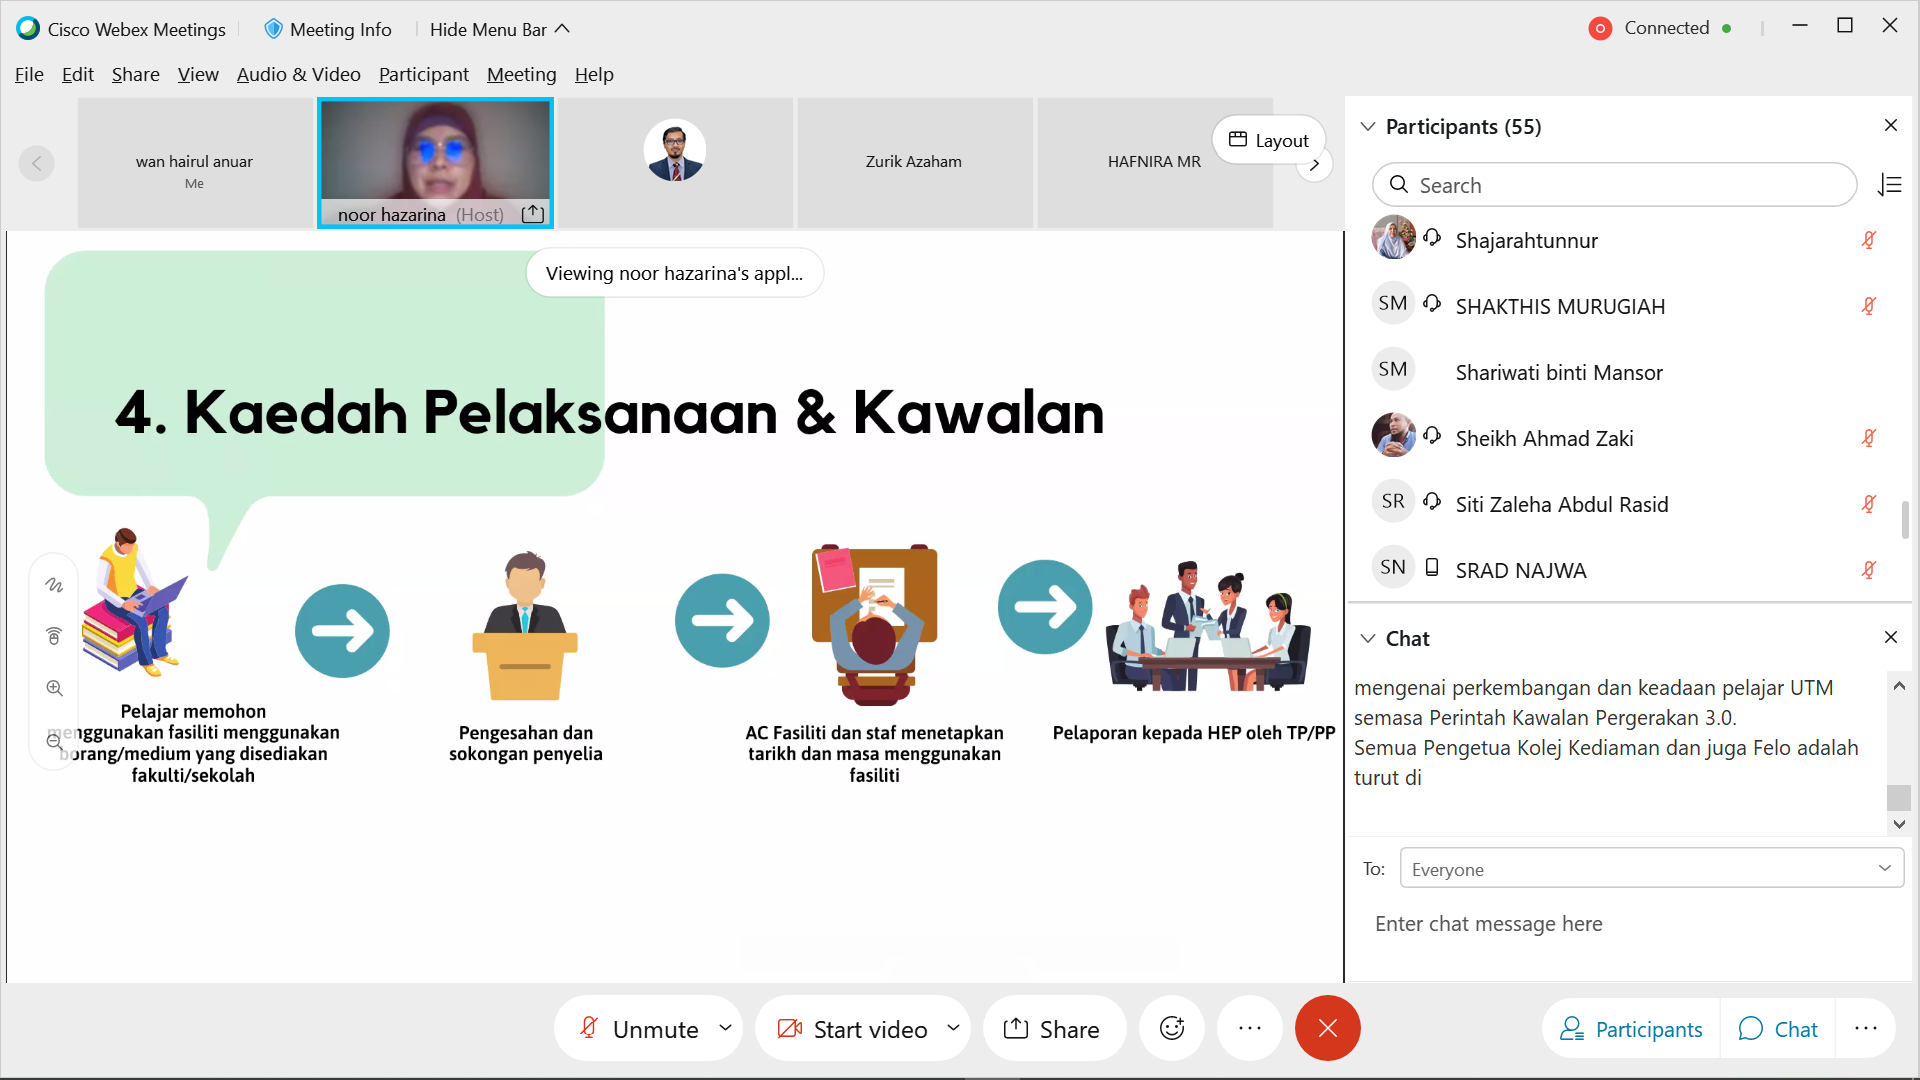 Cisco Webex Meetings
Meeting Info
Hide Menu Bar
Connected
File Edit Share View Audio & Video Participant Meeting Help
wan hairul anuar
Me
noor hazarina (Host)
Zurik Azaham
HAFNIRA MR
Layout
Viewing noor hazarina's appl...
4. Kaedah Pelaksanaan & Kawalan
Pelajar memohon
menggunakan fasiliti menggunakan
borang/medium yang disediakan
fakulti/sekolah
Pengesahan dan
sokongan penyelia
AC Fasiliti dan staf menetapkan
tarikh dan masa menggunakan
fasiliti
Pelaporan kepada HEP oleh TP/PP
Participants (55)
Search
Shajarahtunnur
SM SHAKTHIS MURUGIAH
SM Shariwati binti Mansor
Sheikh Ahmad Zaki
SR Siti Zaleha Abdul Rasid
SN SRAD NAJWA
Chat
mengenai perkembangan dan keadaan pelajar UTM
semasa Perintah Kawalan Pergerakan 3.0.
Semua Pengetua Kolej Kediaman dan juga Felo adalah
turut di
To: Everyone
Enter chat message here
Unmute
Start video
Share
Participants
Chat